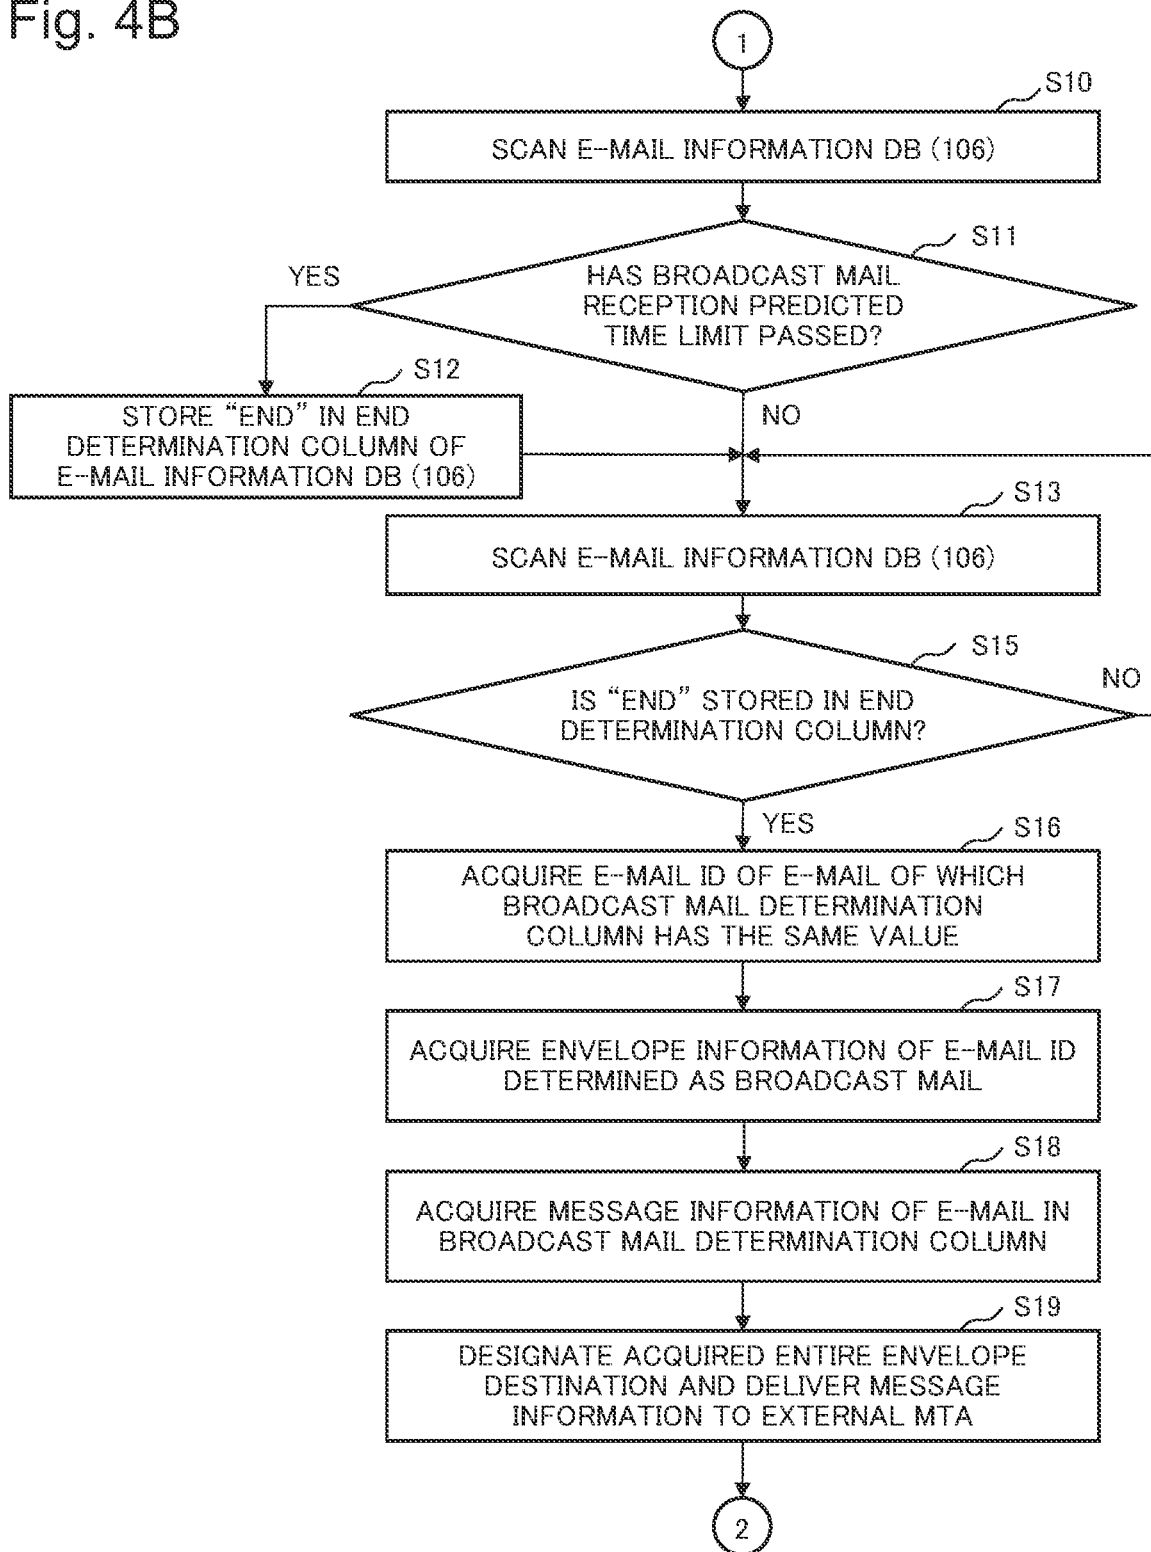 Fig. 4B
1
S10
SCAN E-MAIL INFORMATION DB (106)
S11
YES
HAS BROADCAST MAIL
RECEPTION PREDICTED
TIME LIMIT PASSED?
S12
NO
STORE “END” IN END
DETERMINATION COLUMN OF
E-MAIL INFORMATION DB (106)
S13
SCAN E-MAIL INFORMATION DB (106)
S15
NO
IS “END” STORED IN END
DETERMINATION COLUMN?
YES
S16
ACQUIRE E-MAIL ID OF E-MAIL OF WHICH
BROADCAST MAIL DETERMINATION
COLUMN HAS THE SAME VALUE
S17
ACQUIRE ENVELOPE INFORMATION OF E-MAIL ID
DETERMINED AS BROADCAST MAIL
S18
ACQUIRE MESSAGE INFORMATION OF E-MAIL IN
BROADCAST MAIL DETERMINATION COLUMN
S19
DESIGNATE ACQUIRED ENTIRE ENVELOPE
DESTINATION AND DELIVER MESSAGE
INFORMATION TO EXTERNAL MTA
2